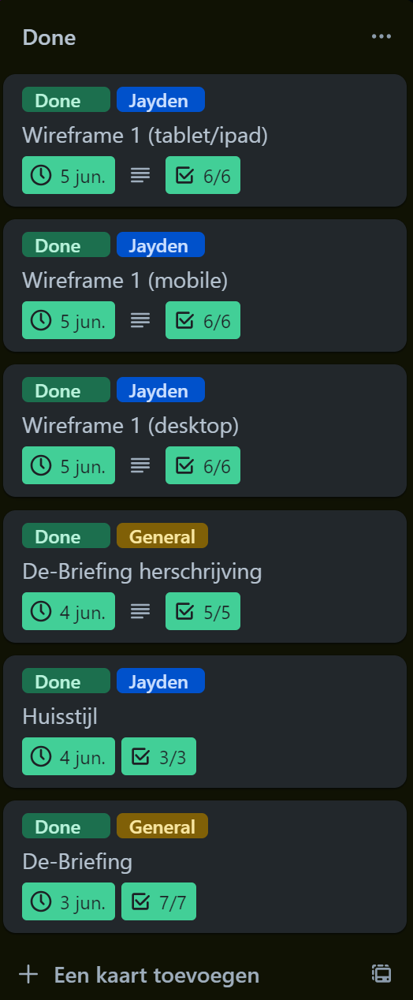 Done
Done Jayden
Wireframe 1 (tablet/ipad)
5 jun. 6/6
Done Jayden
Wireframe 1 (mobile)
5 jun. 6/6
Done Jayden
Wireframe 1 (desktop)
5 jun. 6/6
Done General
De-Briefing herschrijving
4 jun. 5/5
Done Jayden
Huisstijl
4 jun. 3/3
Done General
De-Briefing
3 jun. 7/7
Een kaart toevoegen